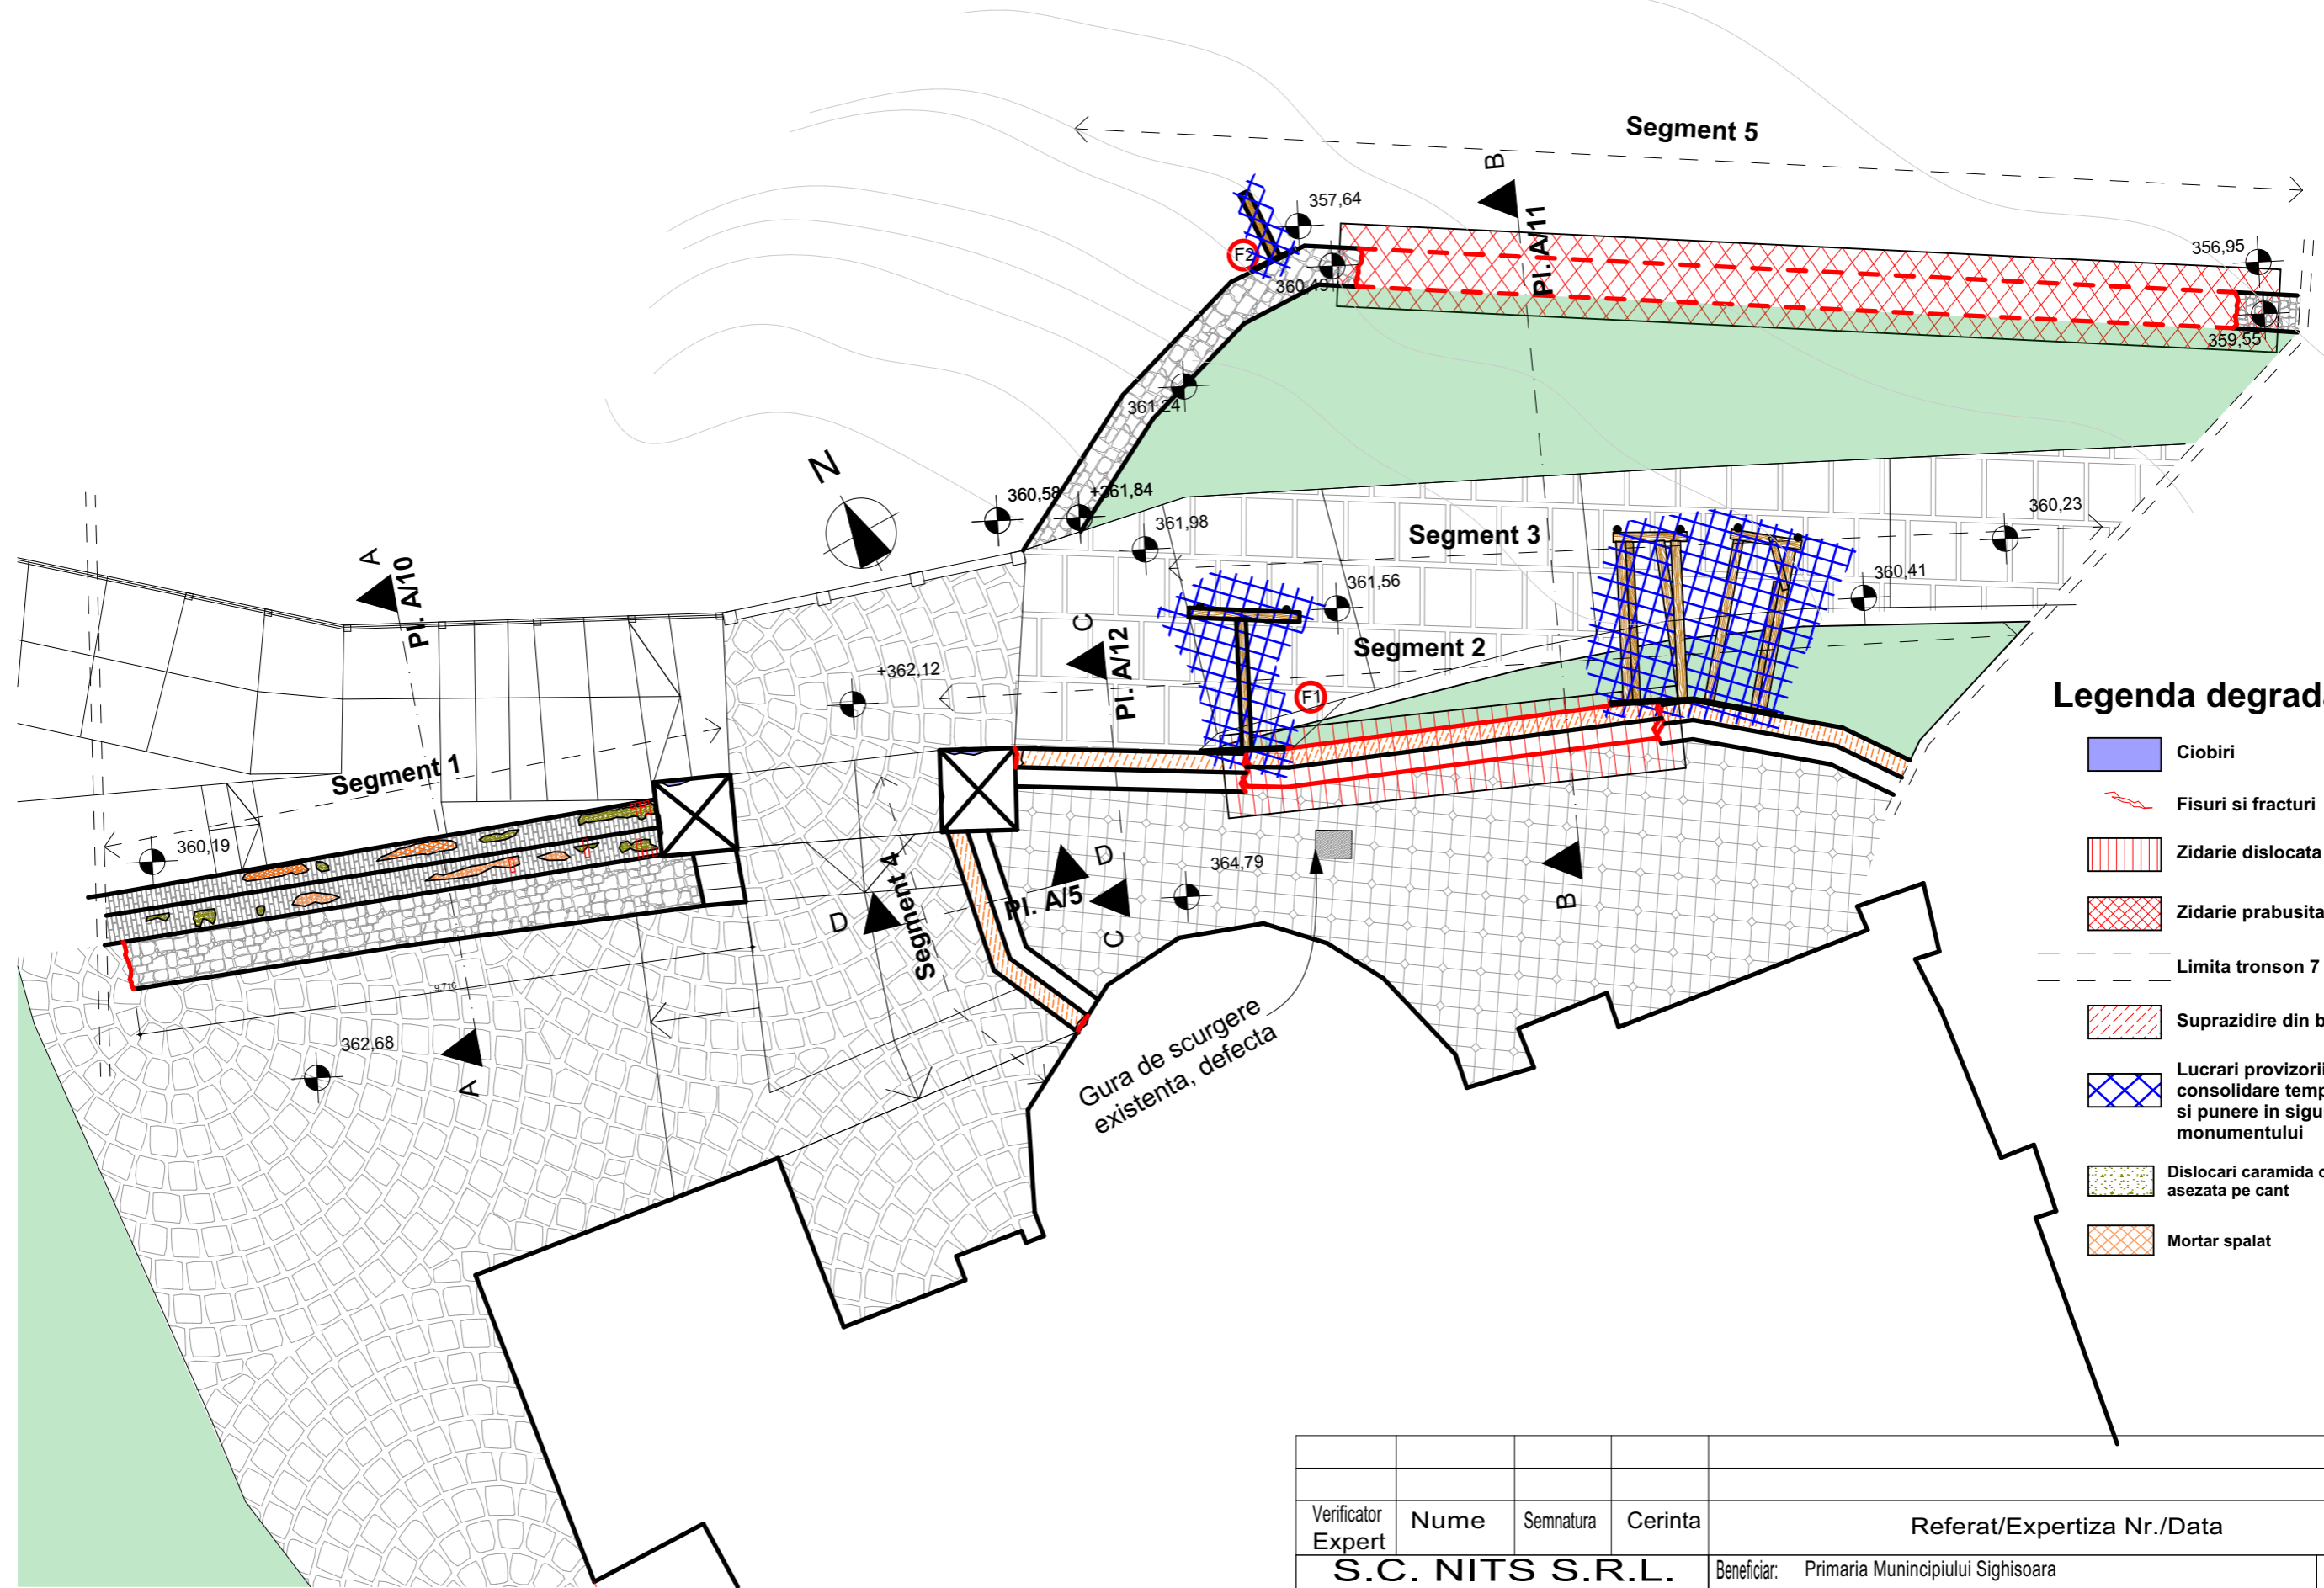 Segment 5
B
357,64
Pl. A/11
356,95
F2
360,49
359,55
361,24
N
360,58
+361,84
361,98
360,23
Segment 3
A
Pl. A/10
361,56
360,41
C
Pl. A/12
Segment 2
+362,12
F1
Segment 1
360,19
Segment 4
D
364,79
Pl. A/5
D
C
B
9.716
362,68
A
Gura de scurgere
existenta, defecta
Legenda degrad
Ciobiri
Fisuri si fracturi
Zidarie dislocata
Zidarie prabusita
Limita tronson 7
Suprazidire din b
Lucrari provizorii
consolidare temp
si punere in sigu
monumentului
Dislocari caramida
asezata pe cant
Mortar spalat
Verificator
Expert
Nume
Semnatura
Cerinta
Referat/Expertiza Nr./Data
S.C. NITS S.R.L.
Beneficiar: Primaria Munincipiului Sighisoara